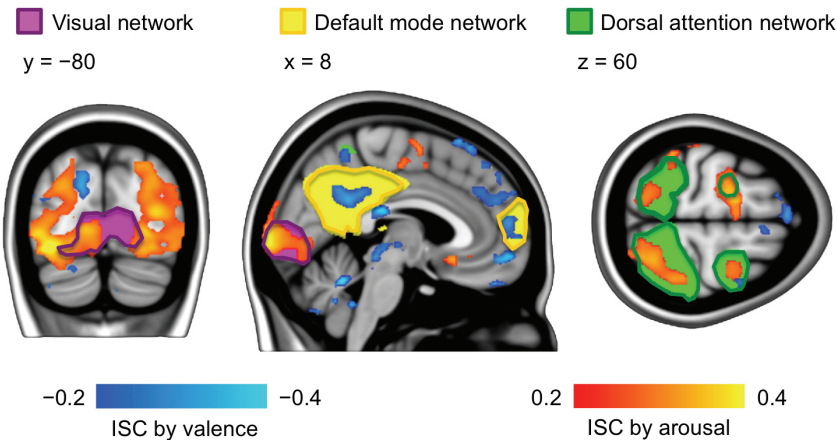 Visual network
Default mode network
Dorsal attention network
y = −80
x = 8
z = 60
−0.2
−0.4
ISC by valence
0.2
0.4
ISC by arousal